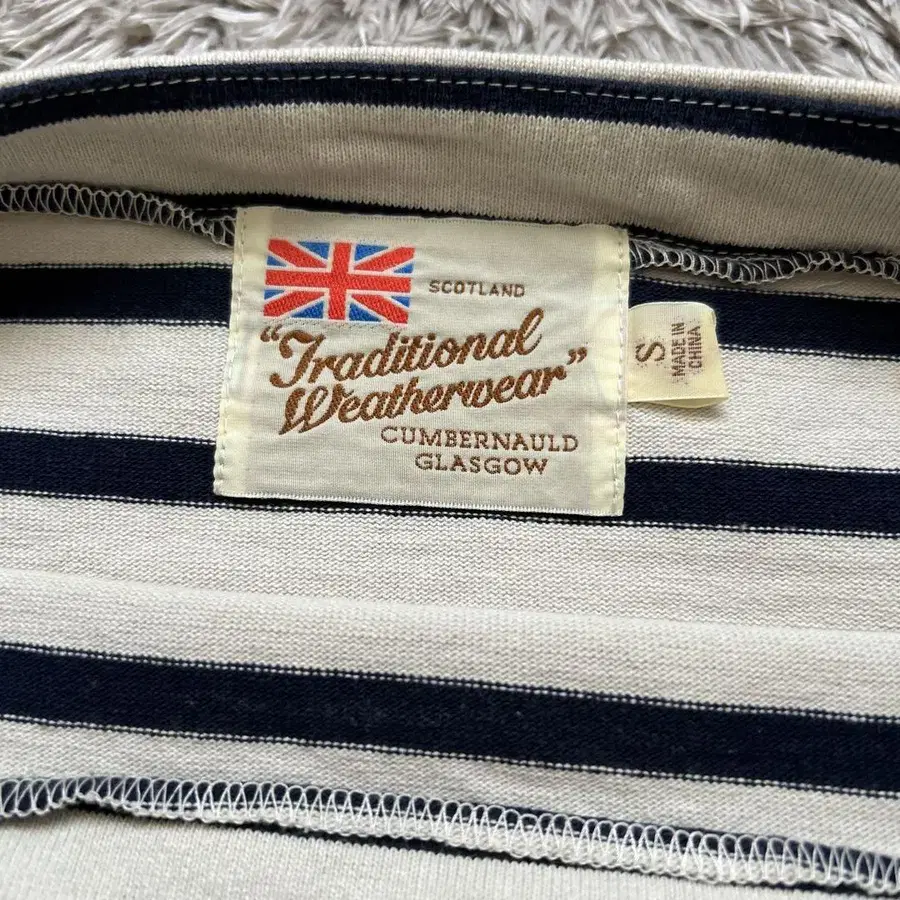 SCOTLAND
"Traditional
Weatherwear"
CUMBERNAULD
GLASGOW
S
MADE IN
CHINA